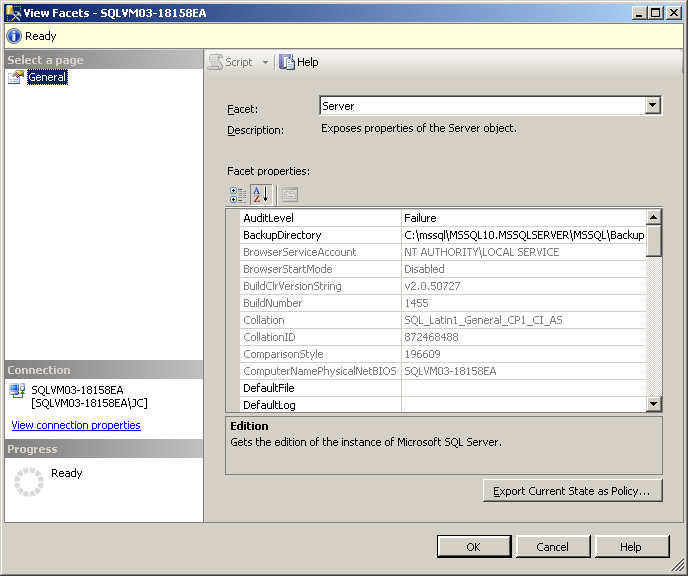 View Facets - SQLVM03-18158EA
Ready
Select a page
General
Script
Help
Facet: Server
Description: Exposes properties of the Server object.
Facet properties:
AuditLevel Failure
BackupDirectory C:\mssql\MSSQL10.MSSQLSERVER\MSSQL\Backup
BrowserServiceAccount NT AUTHORITY\LOCAL SERVICE
BrowserStartMode Disabled
BuildClrVersionString v2.0.50727
BuildNumber 1455
Collation SQL_Latin1_General_CP1_CI_AS
CollationID 872468488
ComparisonStyle 196609
ComputerNamePhysicalNetBIOS SQLVM03-18158EA
DefaultFile
DefaultLog
Edition
Gets the edition of the instance of Microsoft SQL Server.
Connection
SQLVM03-18158EA
[SQLVM03-18158EA\JC]
View connection properties
Progress
Ready
Export Current State as Policy...
OK Cancel Help